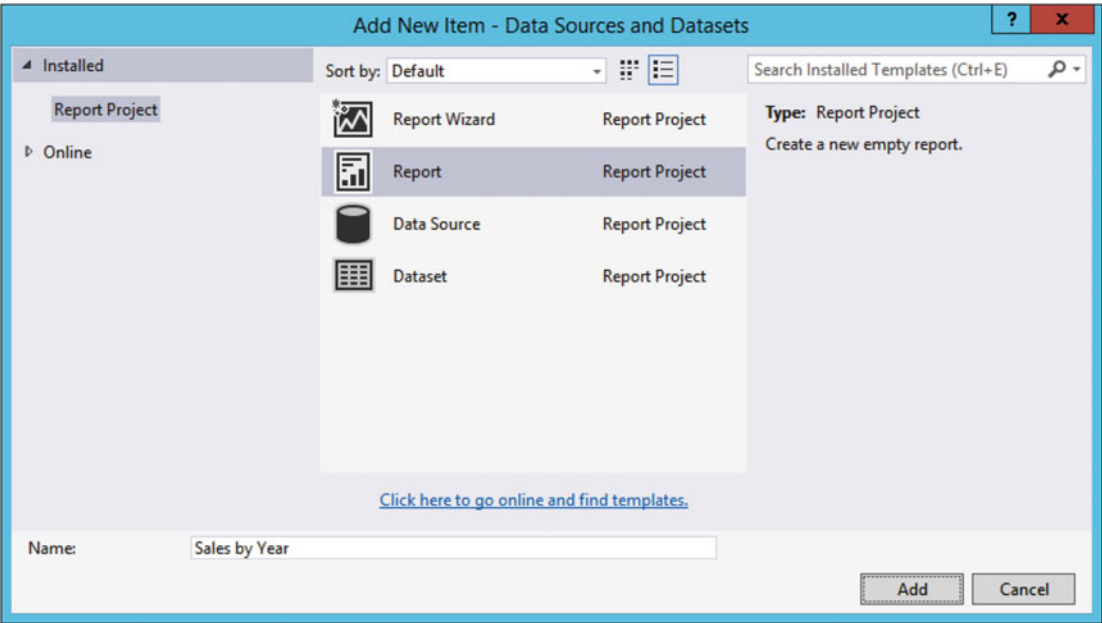 Add New Item - Data Sources and Datasets
? x
Installed
Report Project
Online
Sort by: Default
Report Wizard Report Project
Report Report Project
Data Source Report Project
Dataset Report Project
Click here to go online and find templates.
Search Installed Templates (Ctrl+E)
Type: Report Project
Create a new empty report.
Name: Sales by Year
Add Cancel